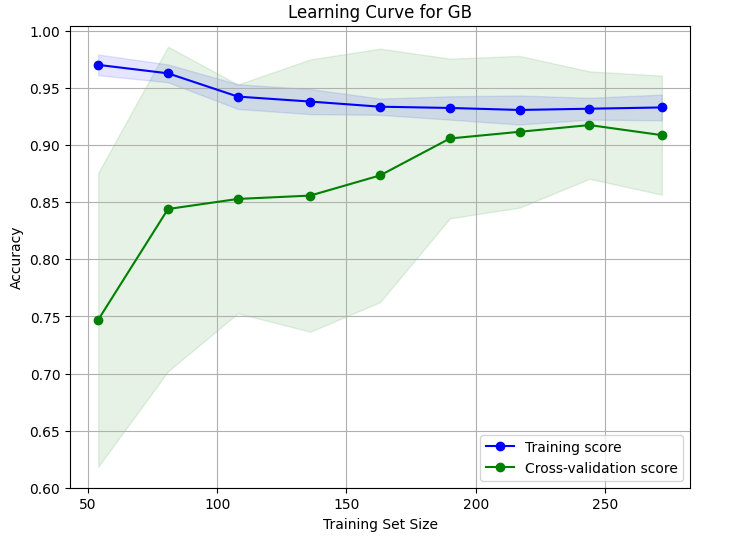 Learning Curve for GB
1.00
0.95
0.90
0.85
0.80
0.75
0.70
0.65
0.60
Accuracy
50
100
150
200
250
Training Set Size
Training score
Cross-validation score